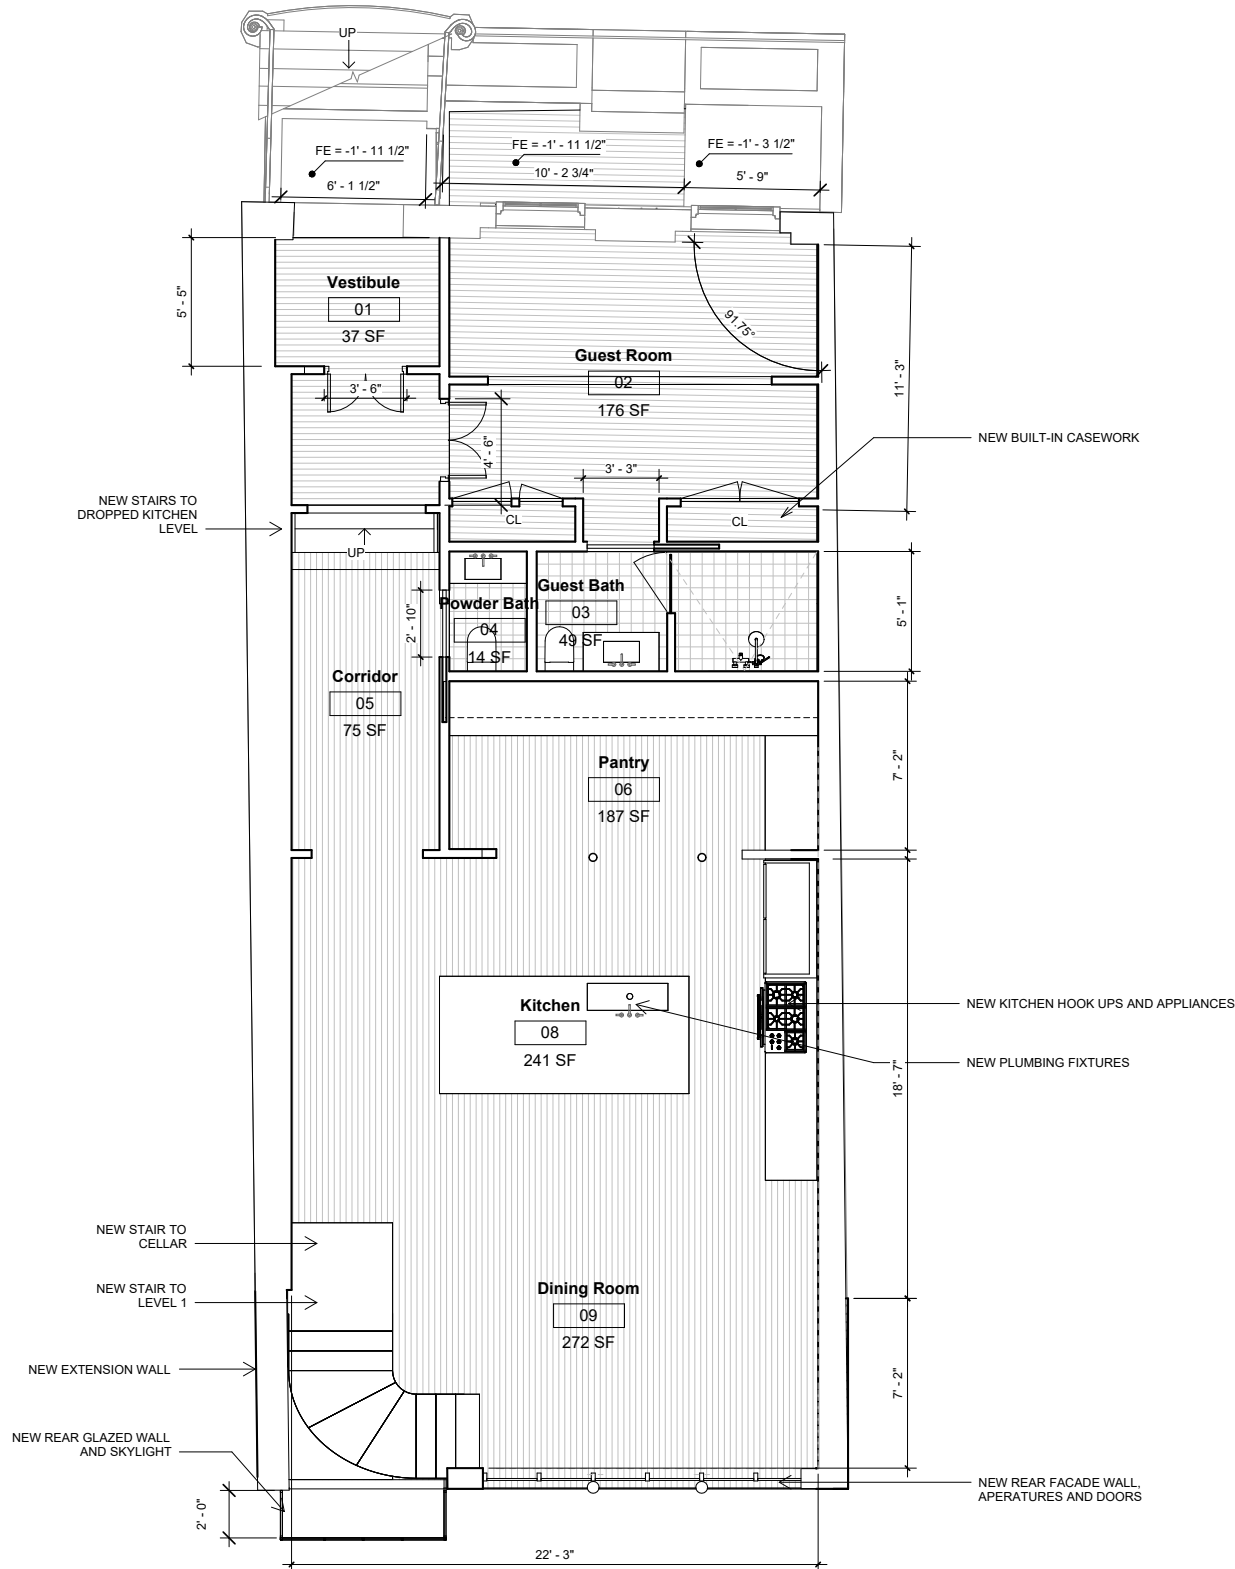 UP
FE = -1' - 11 1/2"
FE = -1' - 11 1/2"
FE = -1' - 3 1/2"
6' - 1 1/2"
10' - 2 3/4"
5' - 9"
5' - 5"
Vestibule
01
37 SF
91.75°
Guest Room
02
176 SF
11' - 3"
3' - 6"
4' - 6"
3' - 3"
NEW BUILT-IN CASEWORK
NEW STAIRS TO
DROPPED KITCHEN
LEVEL
CL
CL
UP
Guest Bath
03
49 SF
Powder Bath
04
14 SF
2' - 10"
5' - 1"
Corridor
05
75 SF
Pantry
06
187 SF
7' - 2"
Kitchen
08
241 SF
NEW KITCHEN HOOK UPS AND APPLIANCES
NEW PLUMBING FIXTURES
18' - 7"
NEW STAIR TO
CELLAR
NEW STAIR TO
LEVEL 1
Dining Room
09
272 SF
NEW EXTENSION WALL
7' - 2"
NEW REAR GLAZED WALL
AND SKYLIGHT
NEW REAR FACADE WALL,
APERATURES AND DOORS
2' - 0"
22' - 3"